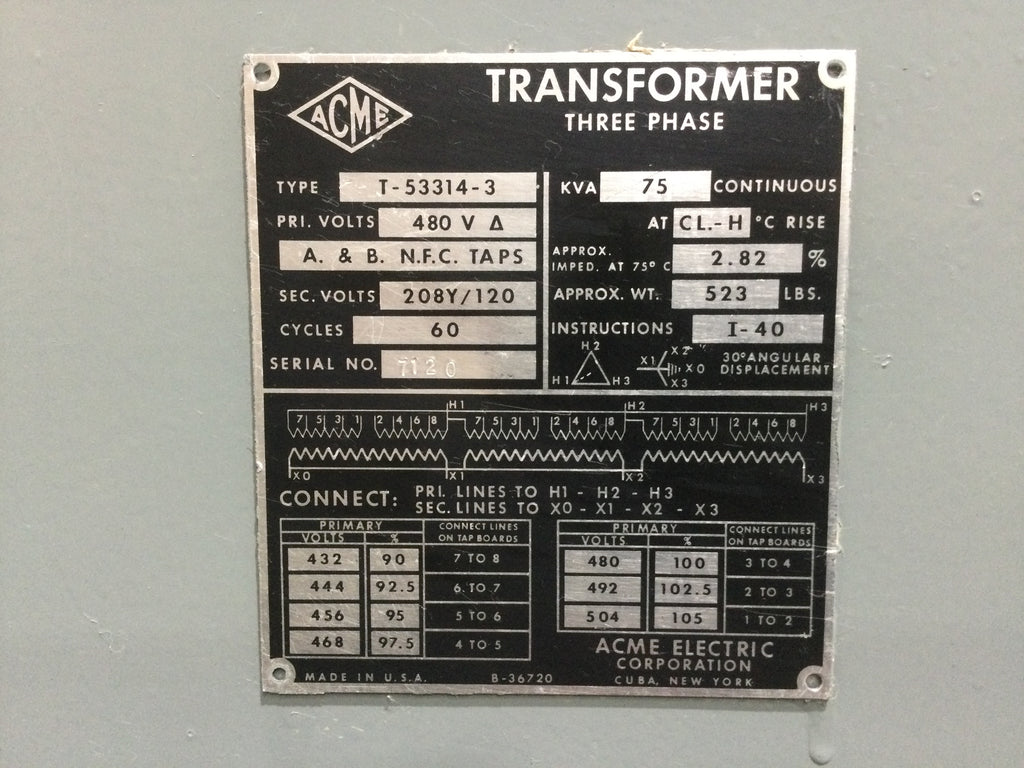 ACME
TRANSFORMER
THREE PHASE
TYPE T-53314-3
PRI. VOLTS 480 V Δ
A. & B. N.F.C. TAPS
SEC. VOLTS 208Y/120
CYCLES 60
SERIAL NO. 7120
KVA 75 CONTINUOUS
AT CL.-H °C RISE
APPROX.
IMPED. AT 75° C 2.82 %
APPROX. WT. 523 LBS.
INSTRUCTIONS I-40
H2
H1 H3
X2
X1 X0
X3
30° ANGULAR
DISPLACEMENT
H1 H2 H3
7 5 3 1 2 4 6 8 7 5 3 1 2 4 6 8 7 5 3 1 2 4 6 8
X0 X1 X2 X3
CONNECT: PRI. LINES TO H1 - H2 - H3
SEC. LINES TO X0 - X1 - X2 - X3
PRIMARY CONNECT LINES
VOLTS % ON TAP BOARDS
432 90 7 TO 8
444 92.5 6 TO 7
456 95 5 TO 6
468 97.5 4 TO 5
PRIMARY CONNECT LINES
VOLTS % ON TAP BOARDS
480 100 3 TO 4
492 102.5 2 TO 3
504 105 1 TO 2
ACME ELECTRIC
CORPORATION
CUBA, NEW YORK
MADE IN U.S.A. B-36720